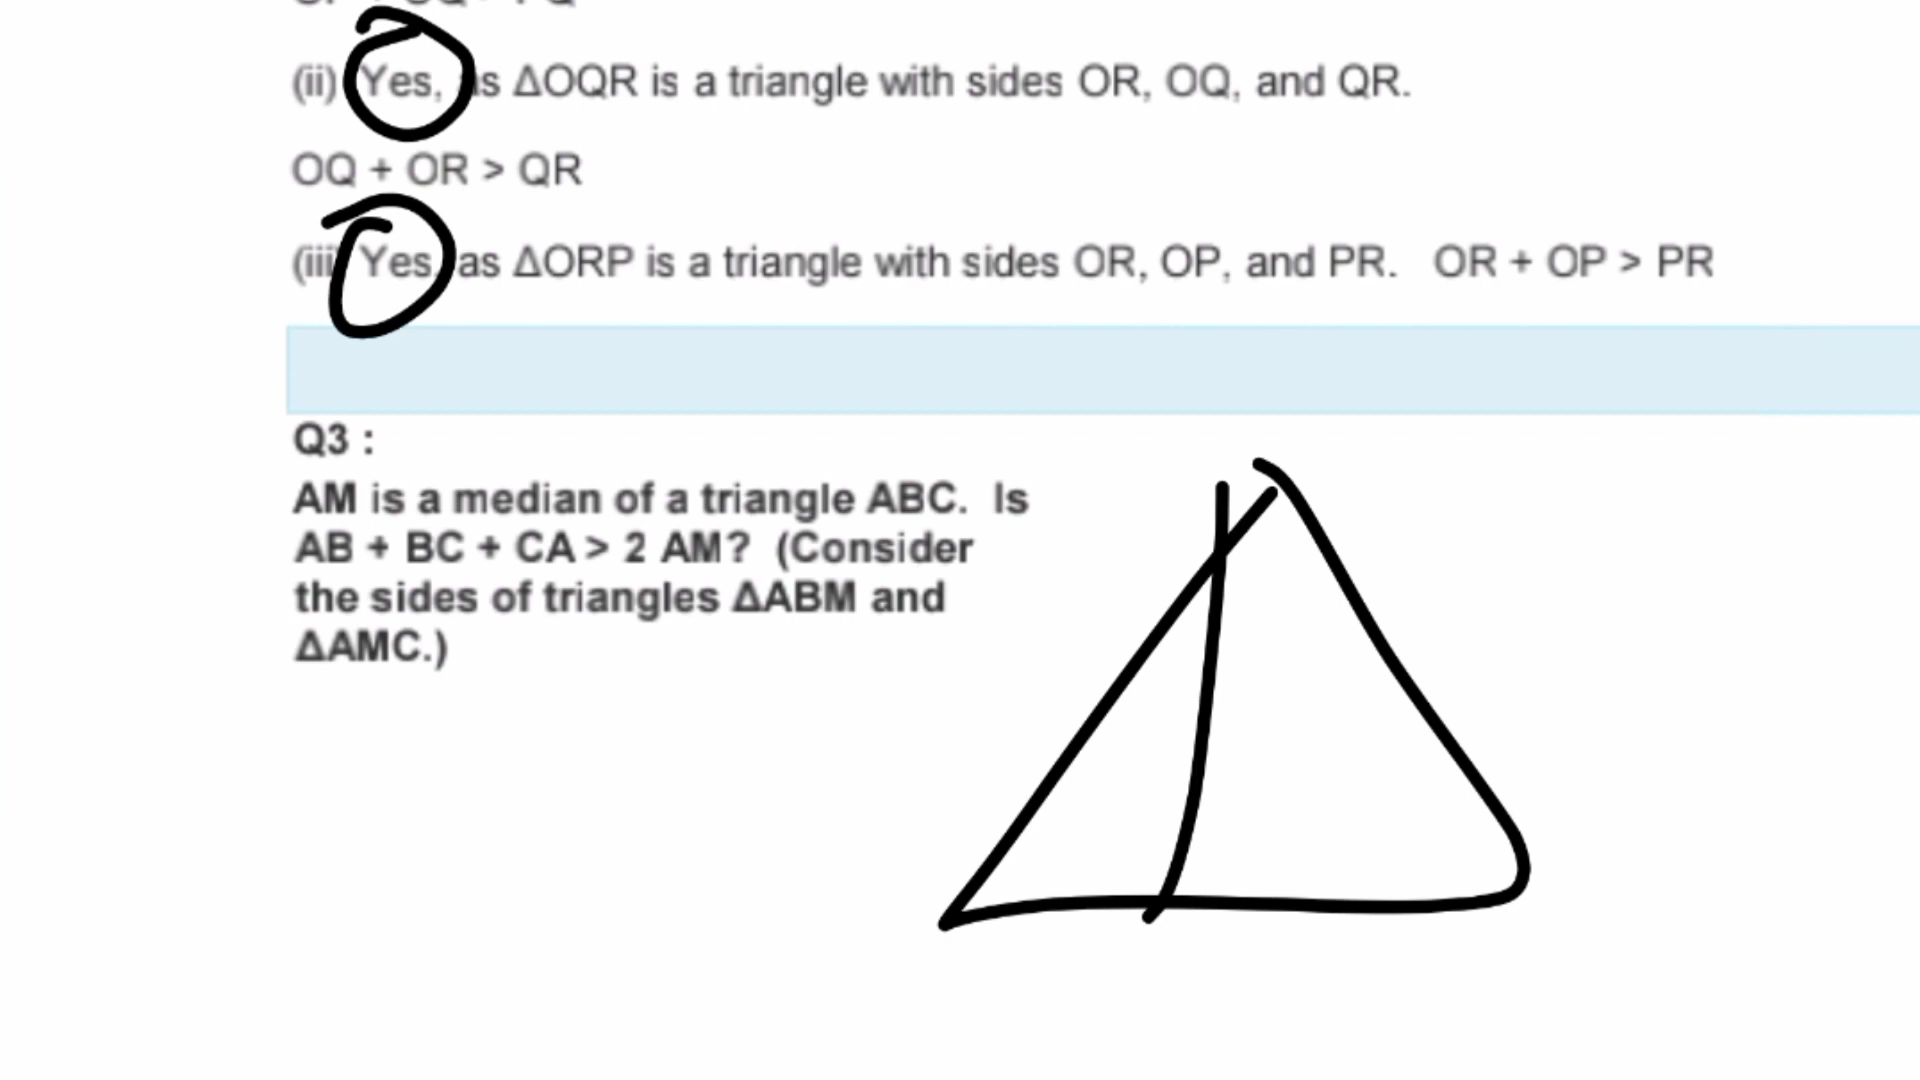 (ii) Yes, as ΔOQR is a triangle with sides OR, OQ, and QR.
OQ + OR > QR
(iii) Yes, as ΔORP is a triangle with sides OR, OP, and PR. OR + OP > PR
Q3 :
AM is a median of a triangle ABC. Is
AB + BC + CA > 2 AM? (Consider
the sides of triangles ΔABM and
ΔAMC.)